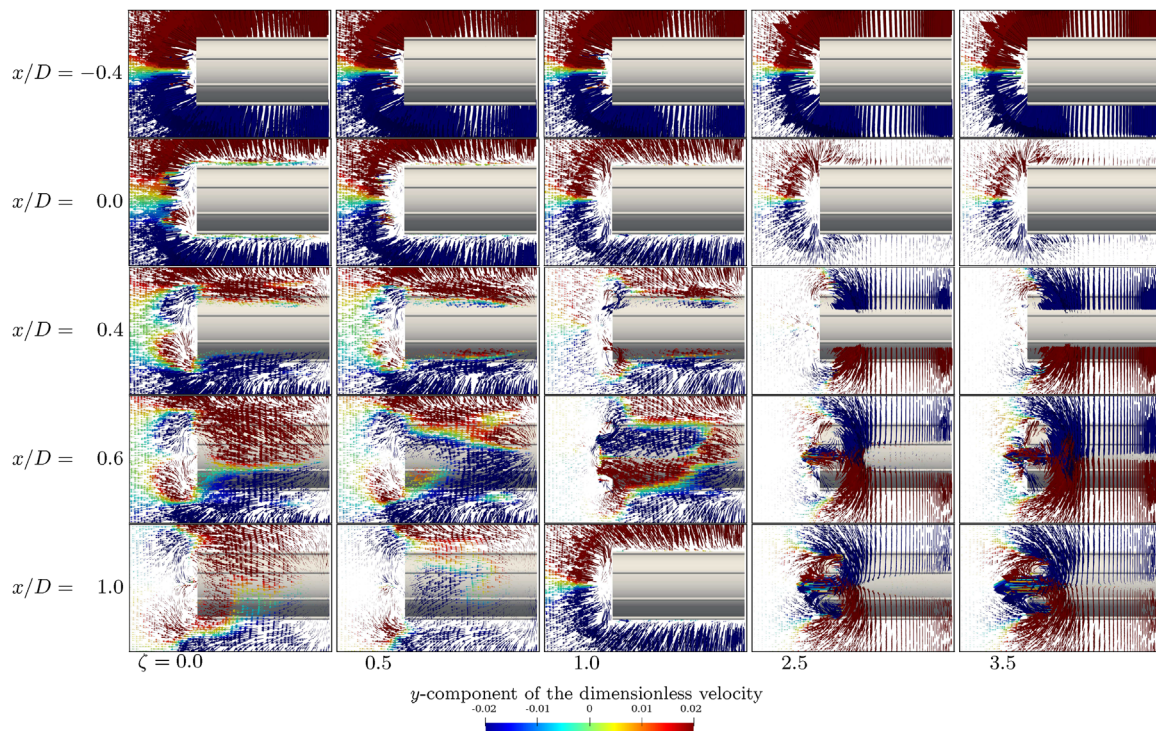 x/D = −0.4
x/D = 0.0
x/D = 0.4
x/D = 0.6
x/D = 1.0
ζ = 0.0 0.5 1.0 2.5 3.5
y-component of the dimensionless velocity
-0.02 -0.01 0 0.01 0.02